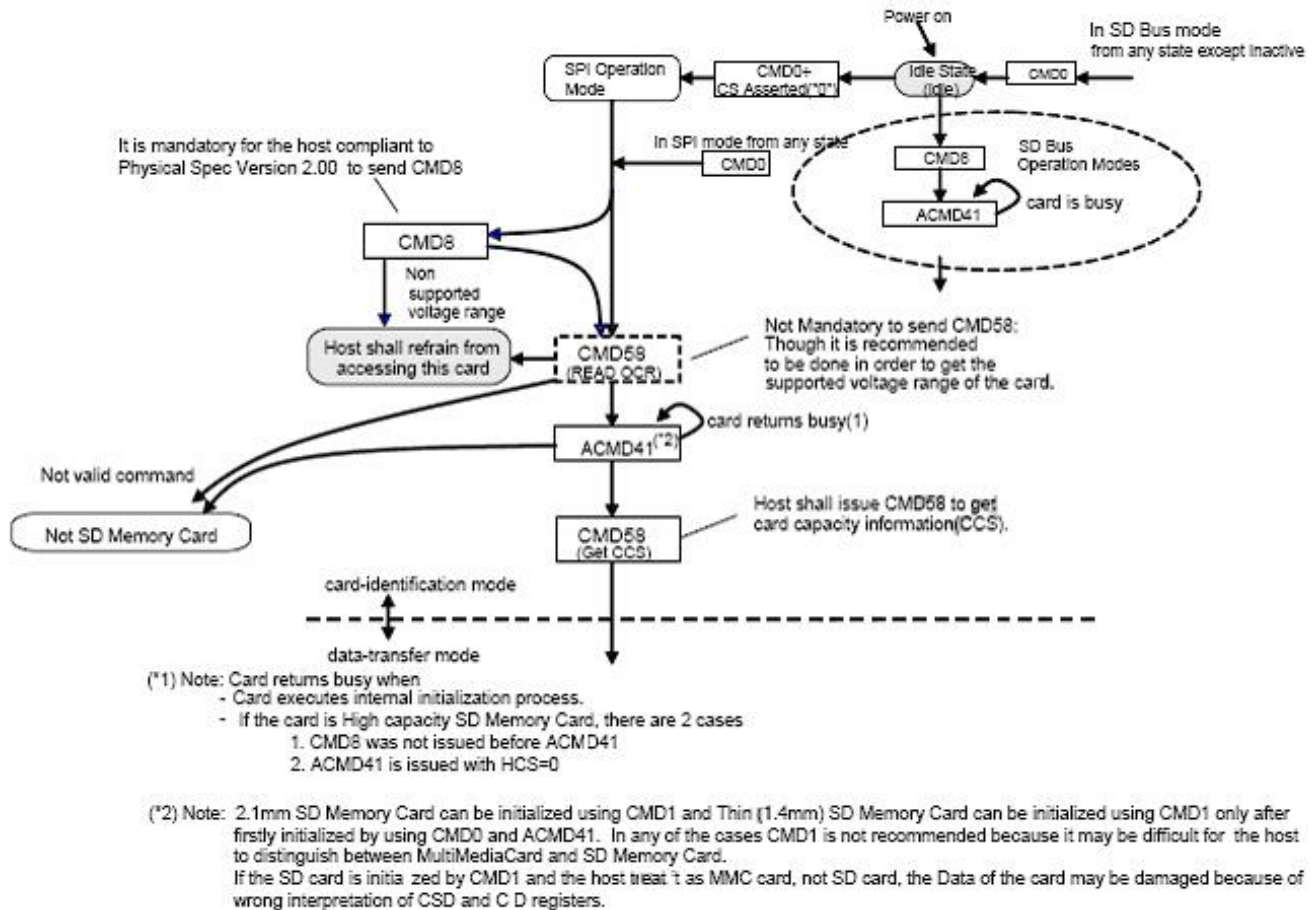 Power on
In SD Bus mode
from any state except inactive
SPI Operation
Mode
CMD0+
CS Asserted("0")
Idle State
(Idle)
CMD0
It is mandatory for the host compliant to
Physical Spec Version 2.00 to send CMD8
In SPI mode from any state
CMD0
CMD8
SD Bus
Operation Modes
ACMD41
card is busy
CMD8
Non
supported
voltage range
Host shall refrain from
accessing this card
CMD58
(READ OCR)
Not Mandatory to send CMD58:
Though it is recommended
to be done in order to get the
supported voltage range of the card.
card returns busy(1)
ACMD41(*2)
Not valid command
Not SD Memory Card
CMD58
(Get CCS)
Host shall issue CMD58 to get
card capacity information(CCS).
card-identification mode
data-transfer mode
(*1) Note: Card returns busy when
- Card executes internal initialization process.
- If the card is High capacity SD Memory Card, there are 2 cases
1. CMD8 was not issued before ACMD41
2. ACMD41 is issued with HCS=0
(*2) Note: 2.1mm SD Memory Card can be initialized using CMD1 and Thin (1.4mm) SD Memory Card can be initialized using CMD1 only after
firstly initialized by using CMD0 and ACMD41. In any of the cases CMD1 is not recommended because it may be difficult for the host
to distinguish between MultiMediaCard and SD Memory Card.
If the SD card is initia zed by CMD1 and the host treat 't as MMC card, not SD card, the Data of the card may be damaged because of
wrong interpretation of CSD and C D registers.